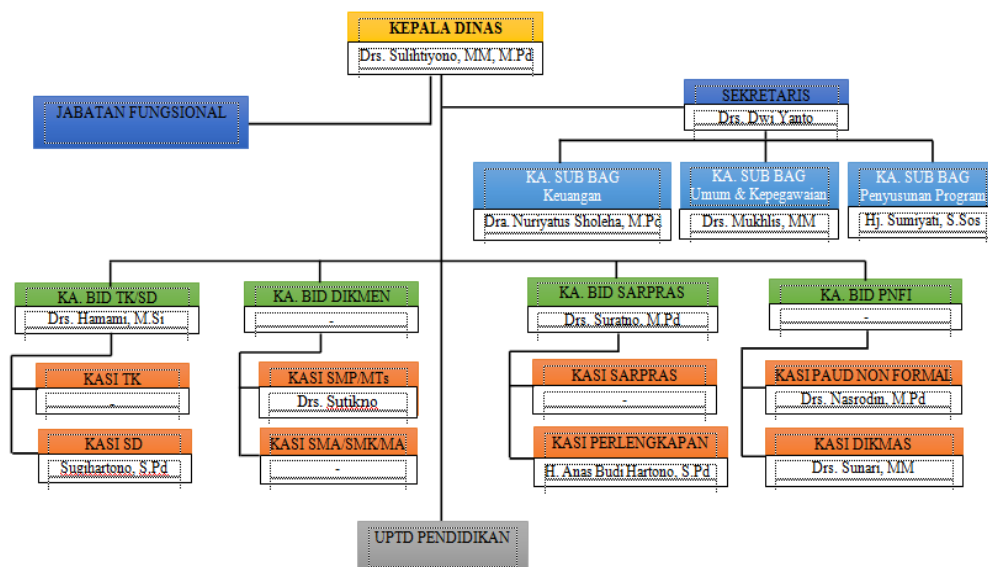 KEPALA DINAS
Drs. Sulihtiyono, MM, M.Pd
JABATAN FUNGSIONAL
SEKRETARIS
Drs. Dwi Yanto
KA. SUB BAG
Keuangan
Dra. Nuriyatus Sholeha, M.Pd
KA. SUB BAG
Umum & Kepegawaian
Drs. Mukhlis, MM
KA. SUB BAG
Penyusunan Program
Hj. Sumiyati, S.Sos
KA. BID TK/SD
Drs. Hamami, M.Si
KA. BID DIKMEN
-
KA. BID SARPRAS
Drs. Suratno, M.Pd
KA. BID PNFI
-
KASI TK
-
KASI SMP/MTs
Drs. Sutikno
KASI SARPRAS
-
KASI PAUD NON FORMAL
Drs. Nasrodin, M.Pd
KASI SD
Sugihartono, S.Pd
KASI SMA/SMK/MA
-
KASI PERLENGKAPAN
H. Anas Budi Hartono, S.Pd
KASI DIKMAS
Drs. Sunari, MM
UPTD PENDIDIKAN